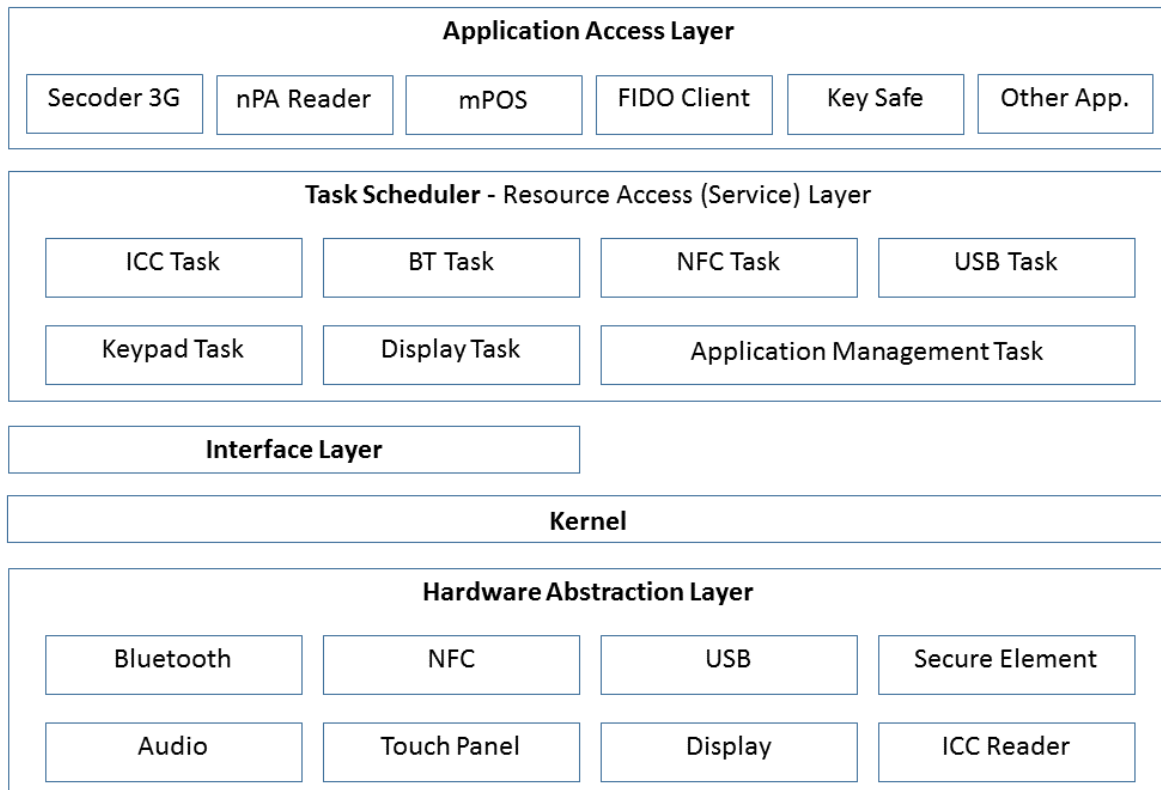 Application Access Layer
Secoder 3G nPA Reader mPOS FIDO Client Key Safe Other App.
Task Scheduler - Resource Access (Service) Layer
ICC Task BT Task NFC Task USB Task
Keypad Task Display Task Application Management Task
Interface Layer
Kernel
Hardware Abstraction Layer
Bluetooth NFC USB Secure Element
Audio Touch Panel Display ICC Reader